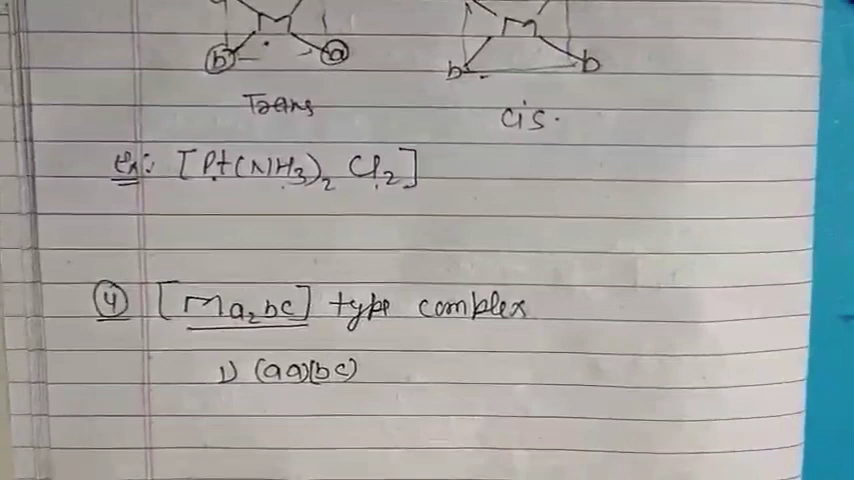 M M
b a b b
Trans cis.
Ex: [Pt(NH3)2 Cl2]
4 [Ma2bc] type complex
1) (aa)(bc)